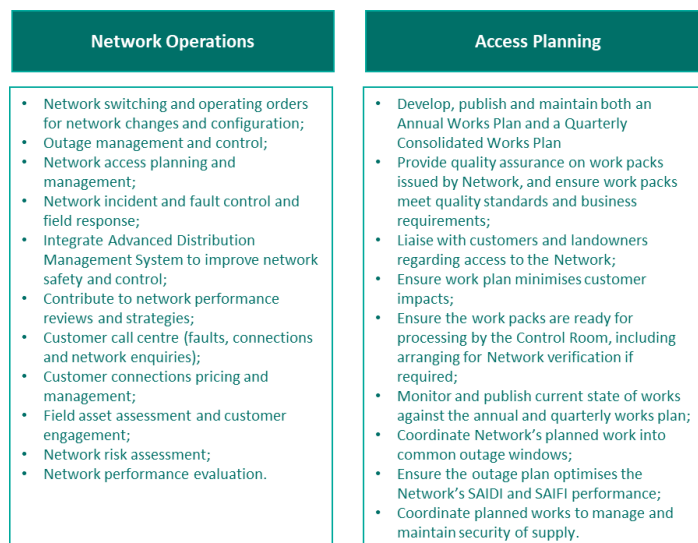 Network Operations
• Network switching and operating orders
for network changes and configuration;
• Outage management and control;
• Network access planning and
management;
• Network incident and fault control and
field response;
• Integrate Advanced Distribution
Management System to improve network
safety and control;
• Contribute to network performance
reviews and strategies;
• Customer call centre (faults, connections
and network enquiries);
• Customer connections pricing and
management;
• Field asset assessment and customer
engagement;
• Network risk assessment;
• Network performance evaluation.
Access Planning
• Develop, publish and maintain both an
Annual Works Plan and a Quarterly
Consolidated Works Plan
• Provide quality assurance on work packs
issued by Network, and ensure work packs
meet quality standards and business
requirements;
• Liaise with customers and landowners
regarding access to the Network;
• Ensure work plan minimises customer
impacts;
• Ensure the work packs are ready for
processing by the Control Room, including
arranging for Network verification if
required;
• Monitor and publish current state of works
against the annual and quarterly works plan;
• Coordinate Network's planned work into
common outage windows;
• Ensure the outage plan optimises the
Network's SAIDI and SAIFI performance;
• Coordinate planned works to manage and
maintain security of supply.